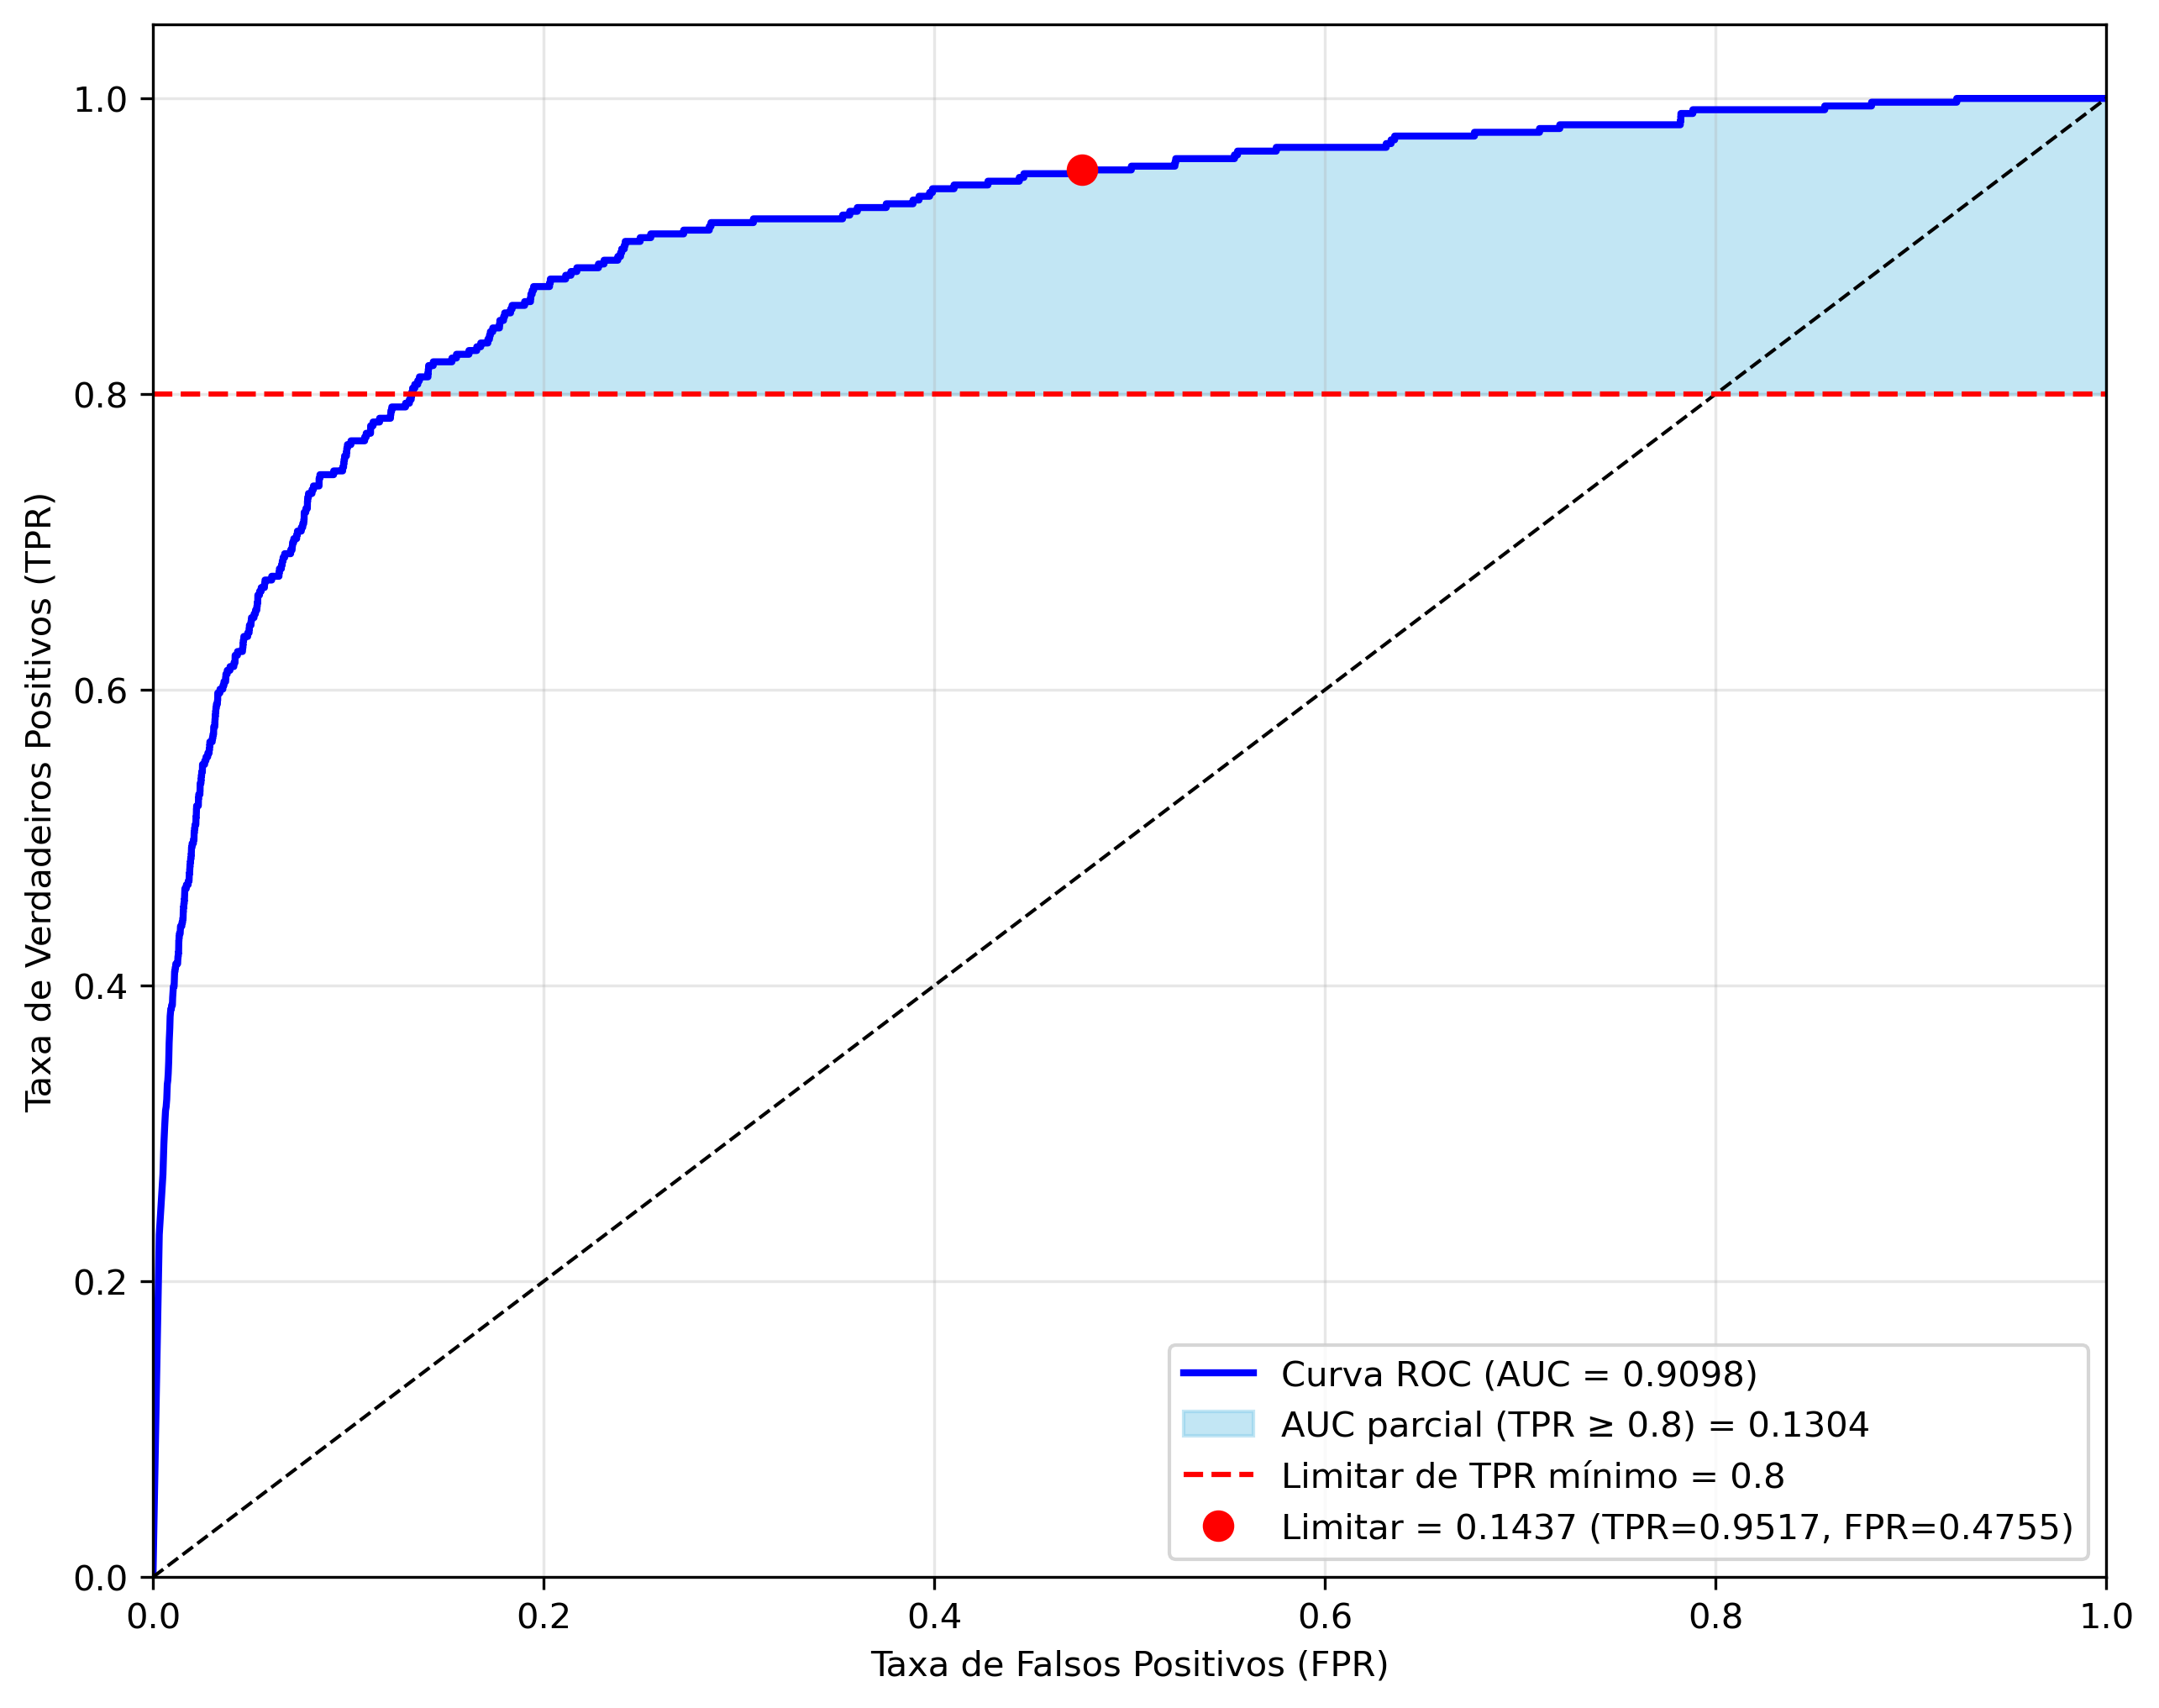 1.0
0.8
0.6
0.4
0.2
0.0
Taxa de Verdadeiros Positivos (TPR)
Curva ROC (AUC = 0.9098)
AUC parcial (TPR ≥ 0.8) = 0.1304
Limitar de TPR mínimo = 0.8
Limitar = 0.1437 (TPR=0.9517, FPR=0.4755)
0.0 0.2 0.4 0.6 0.8 1.0
Taxa de Falsos Positivos (FPR)